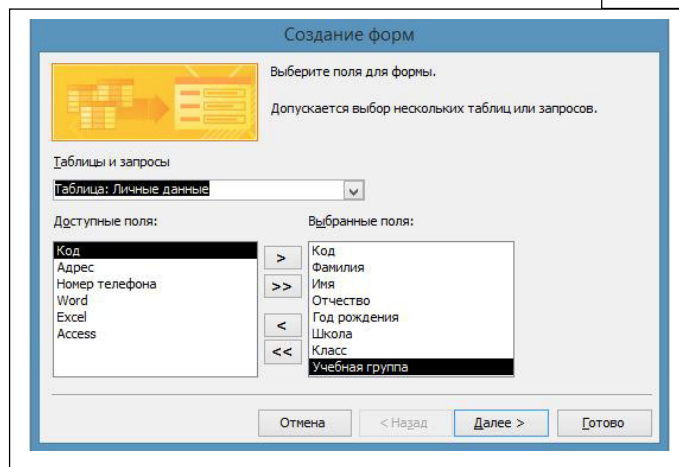 Создание форм
Выберите поля для формы.
Допускается выбор нескольких таблиц или запросов.
Таблицы и запросы
Таблица: Личные данные
Доступные поля:
Выбранные поля:
Код
Адрес
Номер телефона
Word
Excel
Access
>
>>
<
<<
Код
Фамилия
Имя
Отчество
Год рождения
Школа
Класс
Учебная группа
Отмена
< Назад
Далее >
Готово